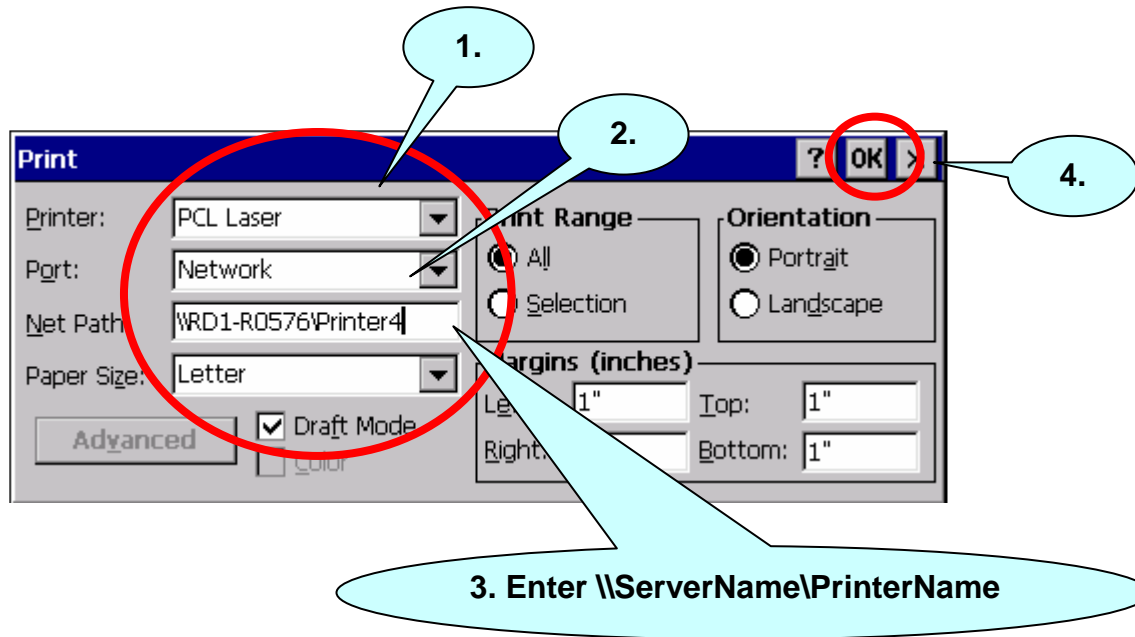 1.
2.
Print ? OK ×
4.
Printer: PCL Laser
Port: Network
Net Path \\RD1-R0576\Printer4
Paper Size: Letter
Advanced
Draft Mode
Color
Print Range
All
Selection
Orientation
Portrait
Landscape
Margins (inches)
1" Top: 1"
Right: Bottom: 1"
3. Enter \\ServerName\PrinterName